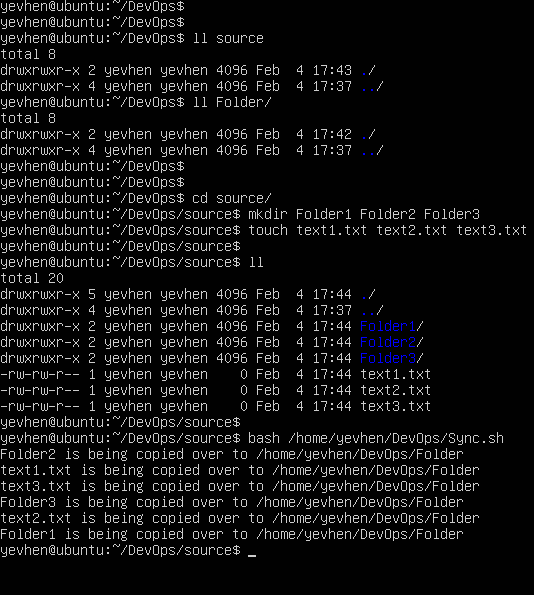 yevhen@ubuntu:~/DevOps$
yevhen@ubuntu:~/DevOps$
yevhen@ubuntu:~/DevOps$ ll source
total 8
drwxrwxr-x 2 yevhen yevhen 4096 Feb  4 17:43 ./
drwxrwxr-x 4 yevhen yevhen 4096 Feb  4 17:37 ../
yevhen@ubuntu:~/DevOps$ ll Folder/
total 8
drwxrwxr-x 2 yevhen yevhen 4096 Feb  4 17:42 ./
drwxrwxr-x 4 yevhen yevhen 4096 Feb  4 17:37 ../
yevhen@ubuntu:~/DevOps$
yevhen@ubuntu:~/DevOps$
yevhen@ubuntu:~/DevOps$ cd source/
yevhen@ubuntu:~/DevOps/source$ mkdir Folder1 Folder2 Folder3
yevhen@ubuntu:~/DevOps/source$ touch text1.txt text2.txt text3.txt
yevhen@ubuntu:~/DevOps/source$
yevhen@ubuntu:~/DevOps/source$ ll
total 20
drwxrwxr-x 5 yevhen yevhen 4096 Feb  4 17:44 ./
drwxrwxr-x 4 yevhen yevhen 4096 Feb  4 17:37 ../
drwxrwxr-x 2 yevhen yevhen 4096 Feb  4 17:44 Folder1/
drwxrwxr-x 2 yevhen yevhen 4096 Feb  4 17:44 Folder2/
drwxrwxr-x 2 yevhen yevhen 4096 Feb  4 17:44 Folder3/
-rw-rw-r-- 1 yevhen yevhen    0 Feb  4 17:44 text1.txt
-rw-rw-r-- 1 yevhen yevhen    0 Feb  4 17:44 text2.txt
-rw-rw-r-- 1 yevhen yevhen    0 Feb  4 17:44 text3.txt
yevhen@ubuntu:~/DevOps/source$
yevhen@ubuntu:~/DevOps/source$ bash /home/yevhen/DevOps/Sync.sh
Folder2 is being copied over to /home/yevhen/DevOps/Folder
text1.txt is being copied over to /home/yevhen/DevOps/Folder
text3.txt is being copied over to /home/yevhen/DevOps/Folder
Folder3 is being copied over to /home/yevhen/DevOps/Folder
text2.txt is being copied over to /home/yevhen/DevOps/Folder
Folder1 is being copied over to /home/yevhen/DevOps/Folder
yevhen@ubuntu:~/DevOps/source$ _